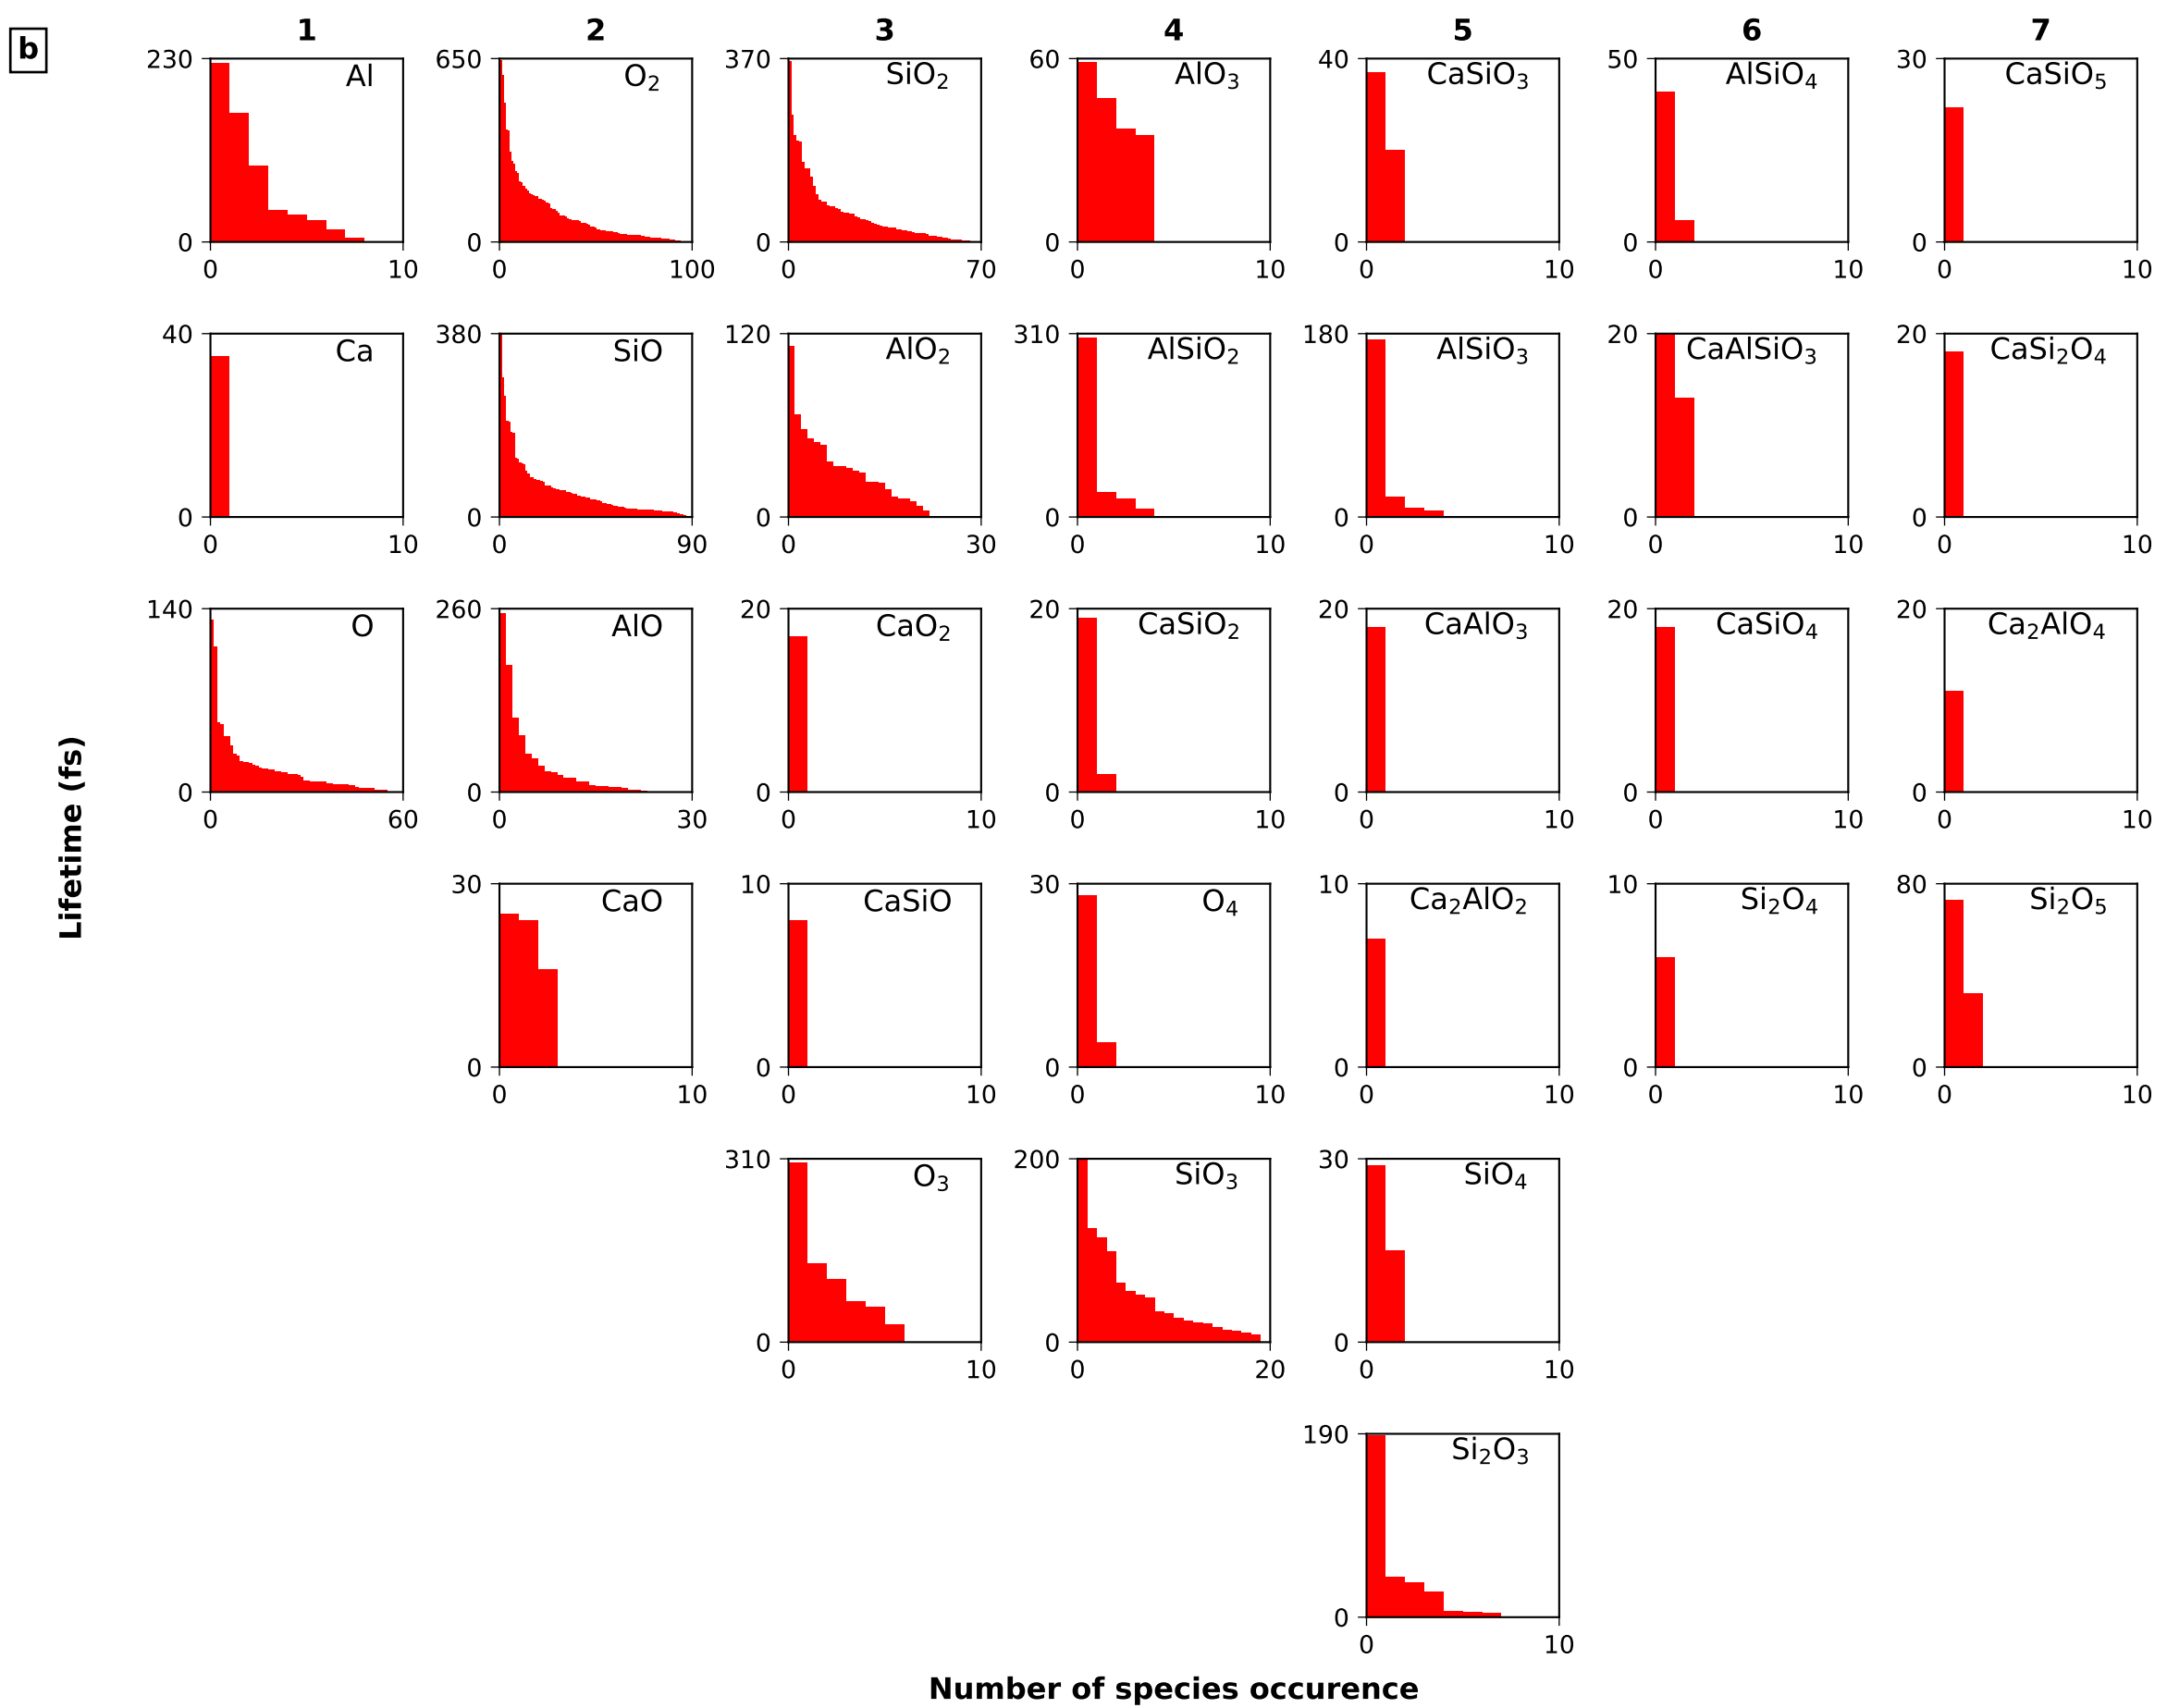 b
1 2 3 4 5 6 7
230 Al 0 0 10
650 O₂ 0 0 100
370 SiO₂ 0 0 70
60 AlO₃ 0 0 10
40 CaSiO₃ 0 0 10
50 AlSiO₄ 0 0 10
30 CaSiO₅ 0 0 10
40 Ca 0 0 10
380 SiO 0 0 90
120 AlO₂ 0 0 30
310 AlSiO₂ 0 0 10
180 AlSiO₃ 0 0 10
20 CaAlSiO₃ 0 0 10
20 CaSi₂O₄ 0 0 10
140 O 0 0 60
260 AlO 0 0 30
20 CaO₂ 0 0 10
20 CaSiO₂ 0 0 10
20 CaAlO₃ 0 0 10
20 CaSiO₄ 0 0 10
20 Ca₂AlO₄ 0 0 10
30 CaO 0 0 10
10 CaSiO 0 0 10
30 O₄ 0 0 10
10 Ca₂AlO₂ 0 0 10
10 Si₂O₄ 0 0 10
80 Si₂O₅ 0 0 10
310 O₃ 0 0 10
200 SiO₃ 0 0 20
30 SiO₄ 0 0 10
190 Si₂O₃ 0 0 10
Lifetime (fs)
Number of species occurence